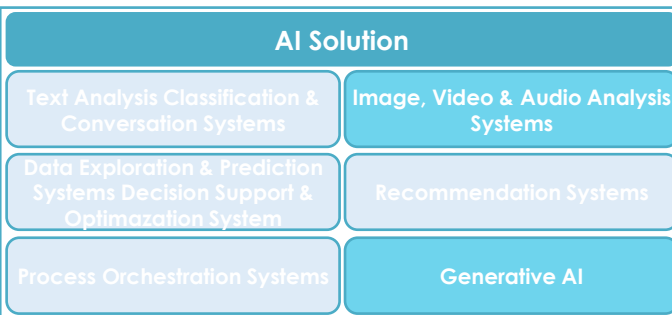 AI Solution
Text Analysis Classification &
Conversation Systems
Image, Video & Audio Analysis
Systems
Data Exploration & Prediction
Systems Decision Support &
Optimazation System
Recommendation Systems
Process Orchestration Systems
Generative AI